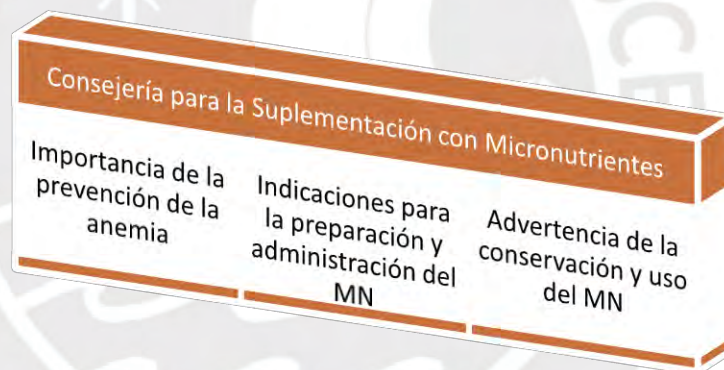 Consejería para la Suplementación con Micronutrientes
Importancia de la
prevención de la
anemia
Indicaciones para
la preparación y
administración del
MN
Advertencia de la
conservación y uso
del MN